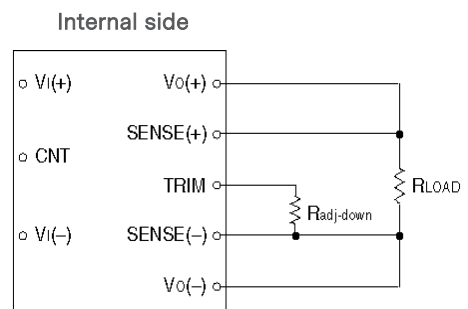 Internal side
VI(+)
VO(+)
SENSE(+)
CNT
TRIM
RLOAD
Radj-down
VI(−)
SENSE(−)
VO(−)